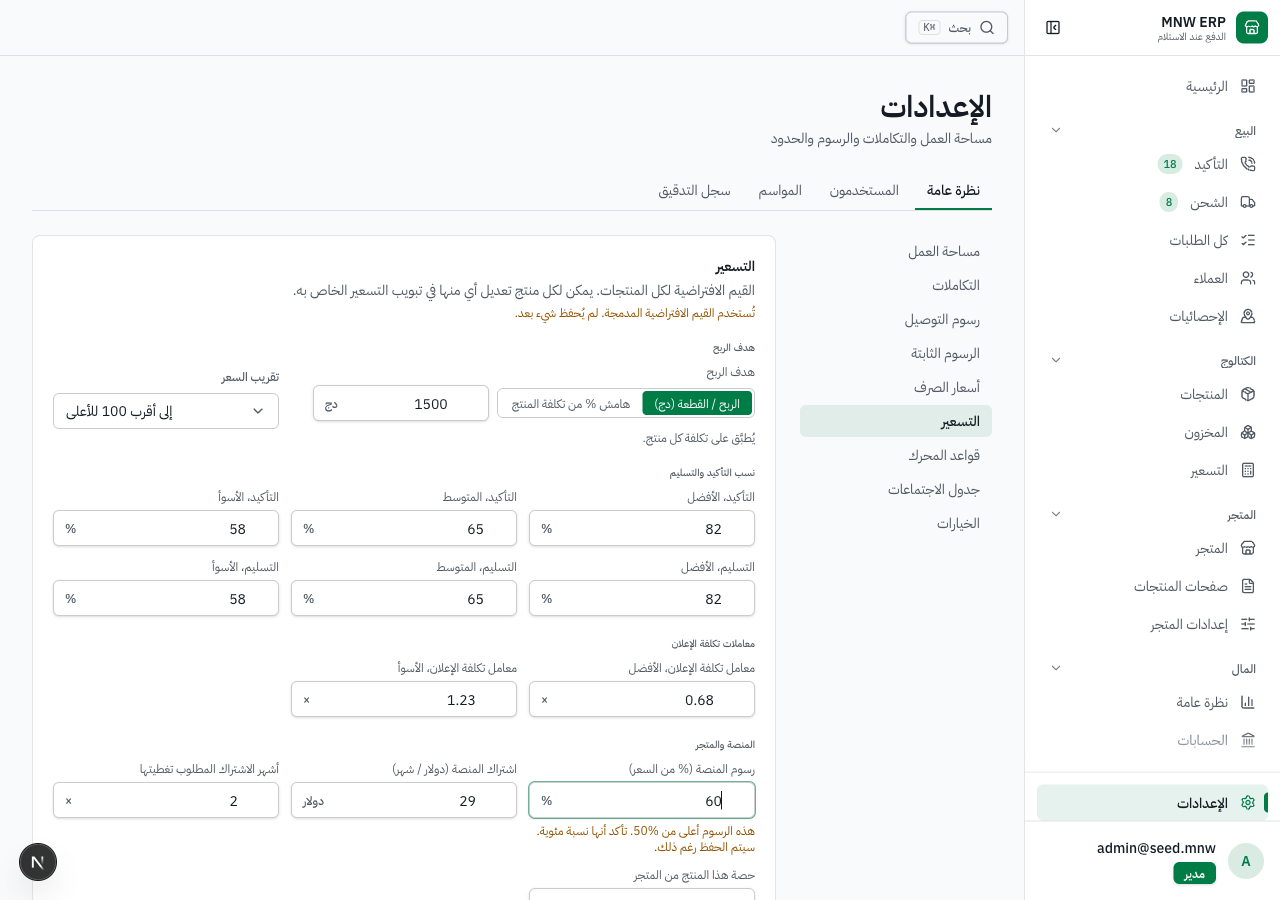 MNW ERP
الدفع عند الاستلام
بحث
⌘K
الرئيسية
البيع
التأكيد
18
الشحن
8
كل الطلبات
العملاء
الإحصائيات
الكتالوج
المنتجات
المخزون
التسعير
المتجر
المتجر
صفحات المنتجات
إعدادات المتجر
المال
نظرة عامة
الحسابات
الإعدادات
admin@seed.mnw
مدير
A
الإعدادات
مساحة العمل والتكاملات والرسوم والحدود
نظرة عامة
المستخدمون
المواسم
سجل التدقيق
مساحة العمل
التكاملات
رسوم التوصيل
الرسوم الثابتة
أسعار الصرف
التسعير
قواعد المحرك
جدول الاجتماعات
الخيارات
التسعير
القيم الافتراضية لكل المنتجات. يمكن لكل منتج تعديل أي منها في تبويب التسعير الخاص به.
تُستخدم القيم الافتراضية المدمجة. لم يُحفظ شيء بعد.
هدف الربح
هدف الربح
الربح / القطعة (دج)
هامش % من تكلفة المنتج
1500
دج
يُطبَّق على تكلفة كل منتج.
تقريب السعر
إلى أقرب 100 للأعلى
نسب التأكيد والتسليم
التأكيد، الأفضل
التأكيد، المتوسط
التأكيد، الأسوأ
82 %
65 %
58 %
التسليم، الأفضل
التسليم، المتوسط
التسليم، الأسوأ
82 %
65 %
58 %
معاملات تكلفة الإعلان
معامل تكلفة الإعلان، الأفضل
معامل تكلفة الإعلان، الأسوأ
0.68 ×
1.23 ×
المنصة والمتجر
رسوم المنصة (% من السعر)
اشتراك المنصة (دولار / شهر)
أشهر الاشتراك المطلوب تغطيتها
60 %
29 دولار
2 ×
هذه الرسوم أعلى من 50%. تأكد أنها نسبة مئوية.
سيتم الحفظ رغم ذلك.
حصة هذا المنتج من المتجر
N